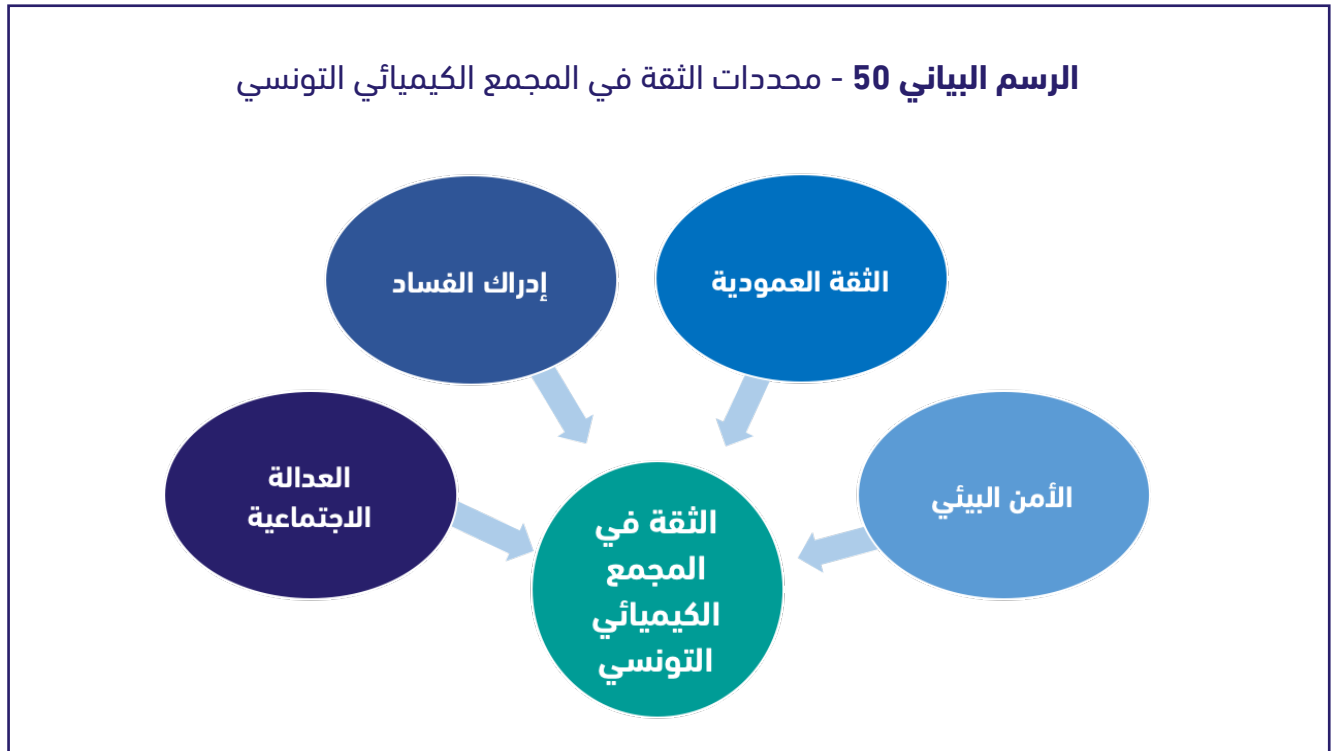 الرسم البياني 50 - محددات الثقة في المجمع الكيميائي التونسي
الثقة العمودية
إدراك الفساد
الأمن البيئي
العدالة
الاجتماعية
الثقة في
المجمع
الكيميائي
التونسي